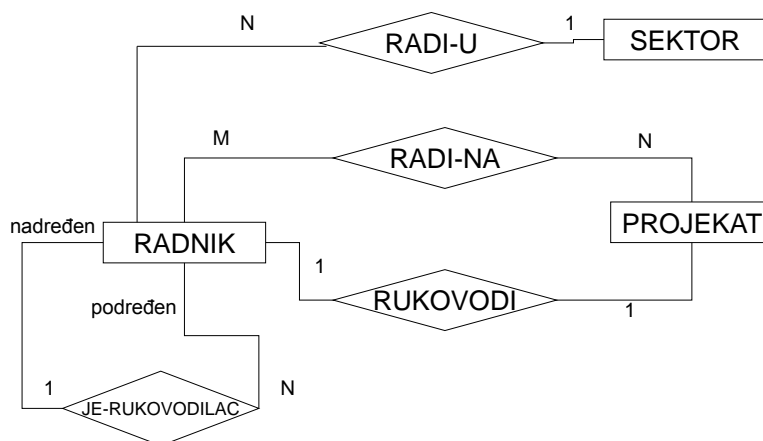 N
1
RADI-U
SEKTOR
M
N
RADI-NA
nadređen
RADNIK
PROJEKAT
1
RUKOVODI
1
podređen
1
N
JE-RUKOVODILAC